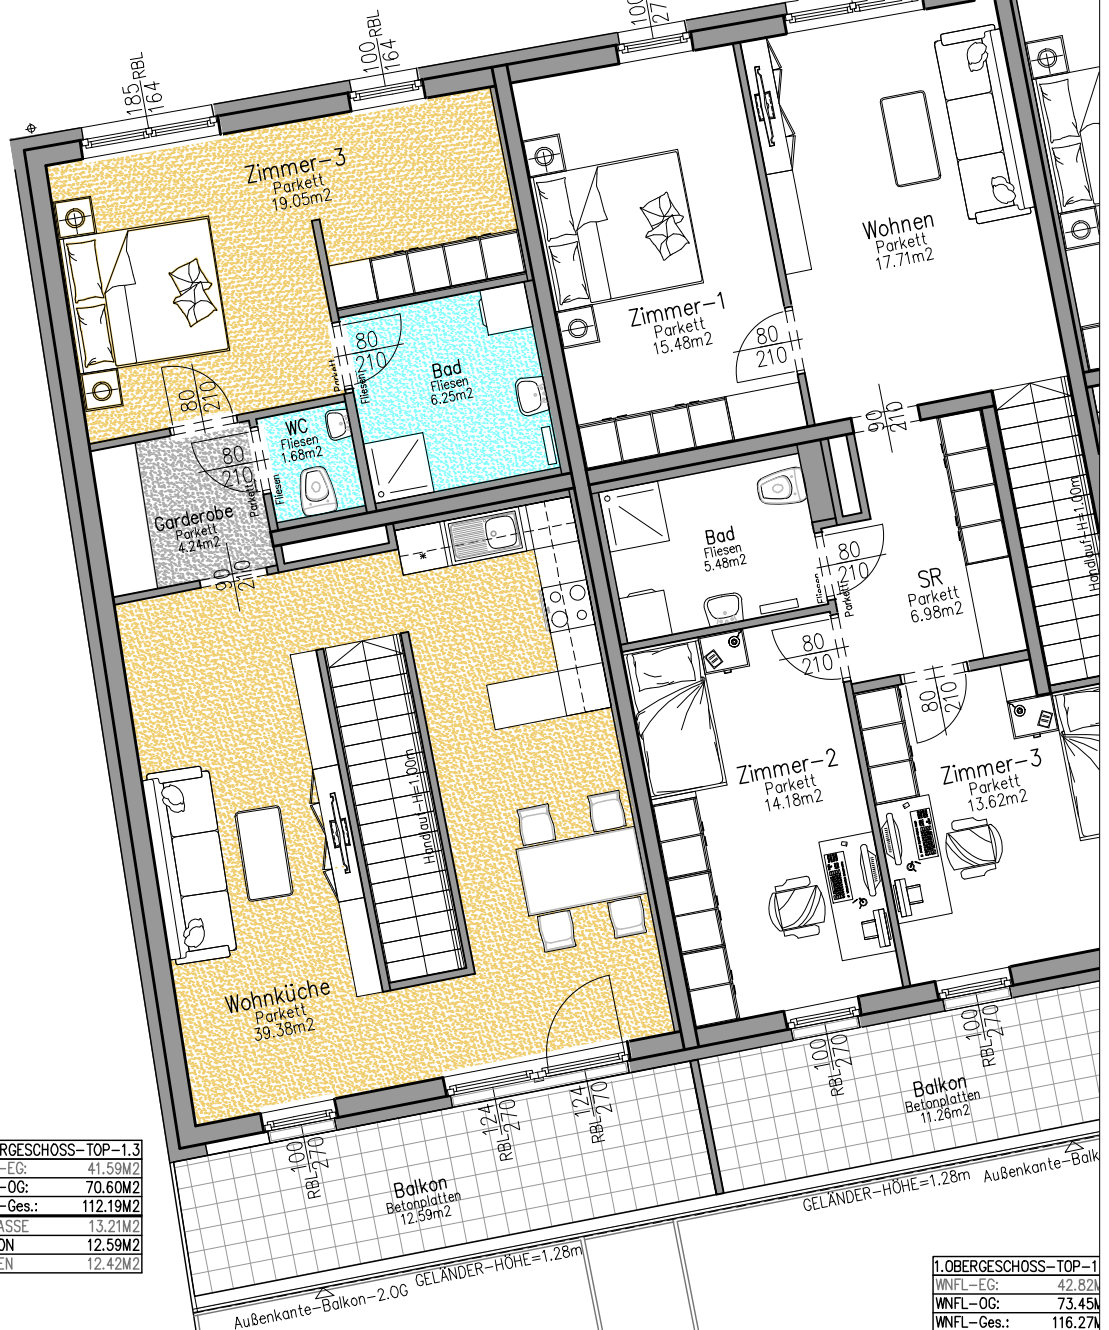 185 RBL
164
100 RBL
164
100
27
Zimmer-3
Parkett
19.05m2
Zimmer-1
Parkett
15.48m2
Wohnen
Parkett
17.71m2
80
210
80
210
Parkett
Fliesen
Bad
Fliesen
6.25m2
80
210
90
210
WC
Fliesen
1.68m2
80
210
Parkett
Fliesen
Garderobe
Parkett
4.24m2
90
210
Bad
Fliesen
5.48m2
80
210
Fliesen
Parkett
SR
Parkett
6.98m2
Handlauf-H=1.00m
80
210
80
210
Zimmer-2
Parkett
14.18m2
Zimmer-3
Parkett
13.62m2
Handlauf-H=1.00m
Wohnküche
Parkett
39.38m2
100
RBL 270
124
RBL 270
124
RBL 270
100
RBL 270
100
RBL 270
Balkon
Betonplatten
12.59m2
Balkon
Betonplatten
11.26m2
GELÄNDER-HÖHE=1.28m
Außenkante-Balk
Außenkante-Balkon-2.OG
GELÄNDER-HÖHE=1.28m
ERGESCHOSS-TOP-1.3
-EG: 41.59M2
-OG: 70.60M2
-Ges.: 112.19M2
ASSE 13.21M2
ON 12.59M2
EN 12.42M2
1.OBERGESCHOSS-TOP-1
WNFL-EG: 42.82M
WNFL-OG: 73.45M
WNFL-Ges.: 116.27M